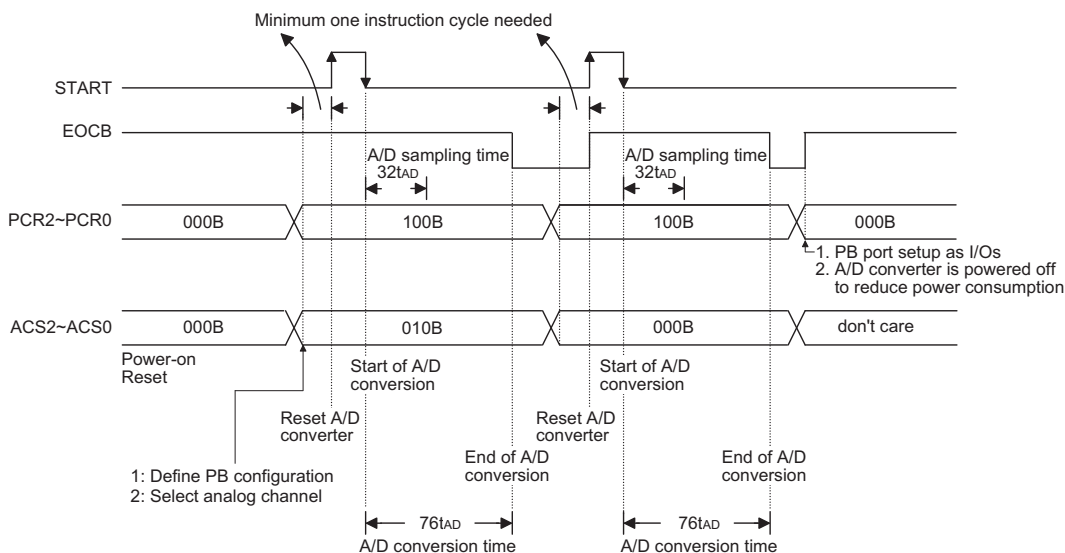 Minimum one instruction cycle needed
START
EOCB
A/D sampling time
32tAD
A/D sampling time
32tAD
PCR2~PCR0
000B
100B
100B
000B
1. PB port setup as I/Os
2. A/D converter is powered off
to reduce power consumption
ACS2~ACS0
000B
010B
000B
don't care
Power-on
Reset
Start of A/D
conversion
Start of A/D
conversion
Reset A/D
converter
Reset A/D
converter
End of A/D
conversion
End of A/D
conversion
1: Define PB configuration
2: Select analog channel
76tAD
A/D conversion time
76tAD
A/D conversion time